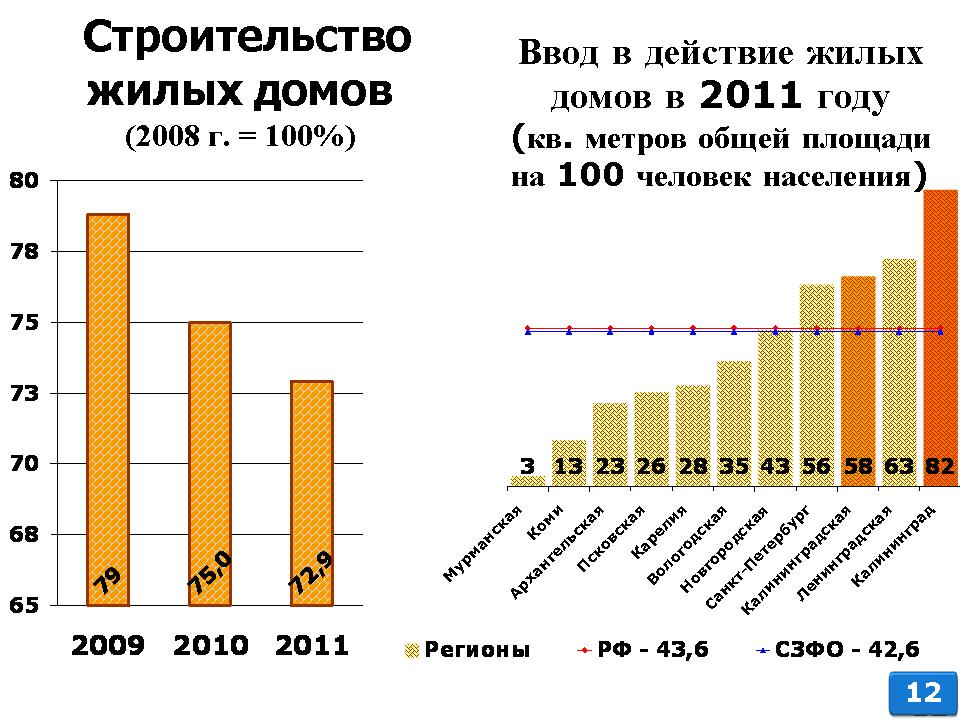 Строительство
жилых домов
(2008 г. = 100%)
80
78
75
73
70
68
65
79
75,0
72,9
2009 2010 2011
Ввод в действие жилых
домов в 2011 году
(кв. метров общей площади
на 100 человек населения)
3 13 23 26 28 35 43 56 58 63 82
Мурманская
Коми
Архангельская
Псковская
Карелия
Вологодская
Новгородская
Санкт-Петербург
Калининградская
Ленинградская
Калининград
Регионы РФ - 43,6 СЗФО - 42,6
12